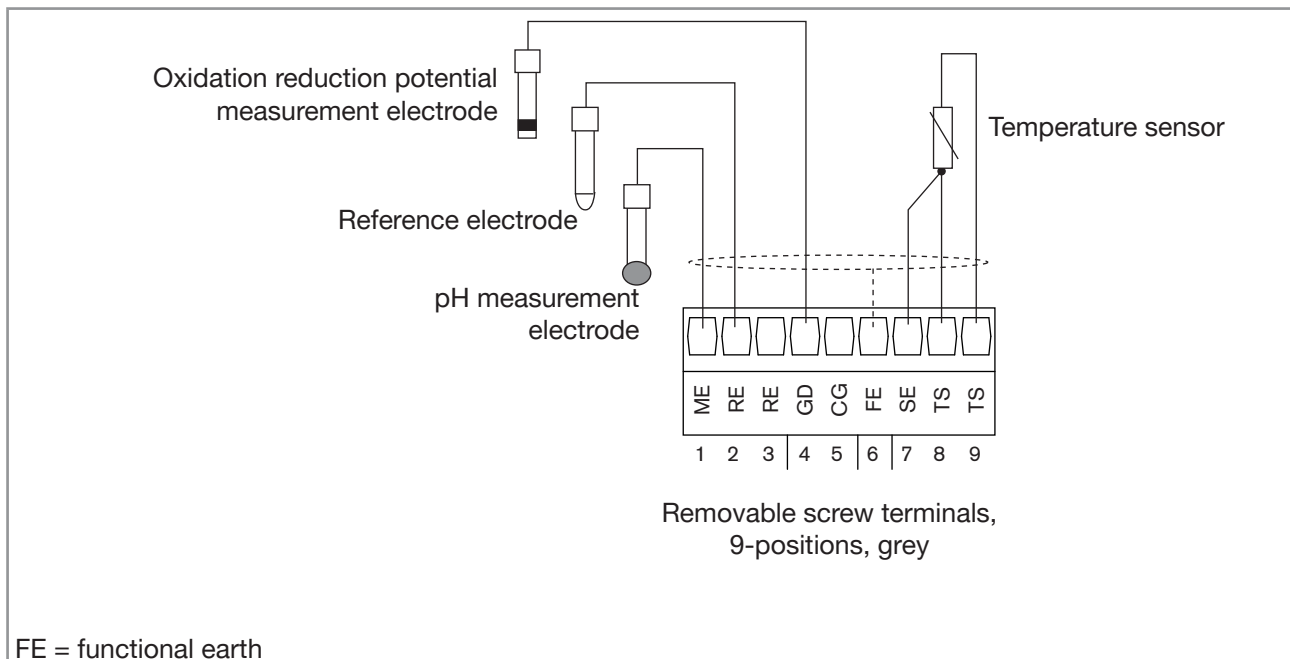 Oxidation reduction potential
measurement electrode
Temperature sensor
Reference electrode
pH measurement
electrode
ME RE RE GD CG FE SE TS TS
1 2 3 4 5 6 7 8 9
Removable screw terminals,
9-positions, grey
FE = functional earth